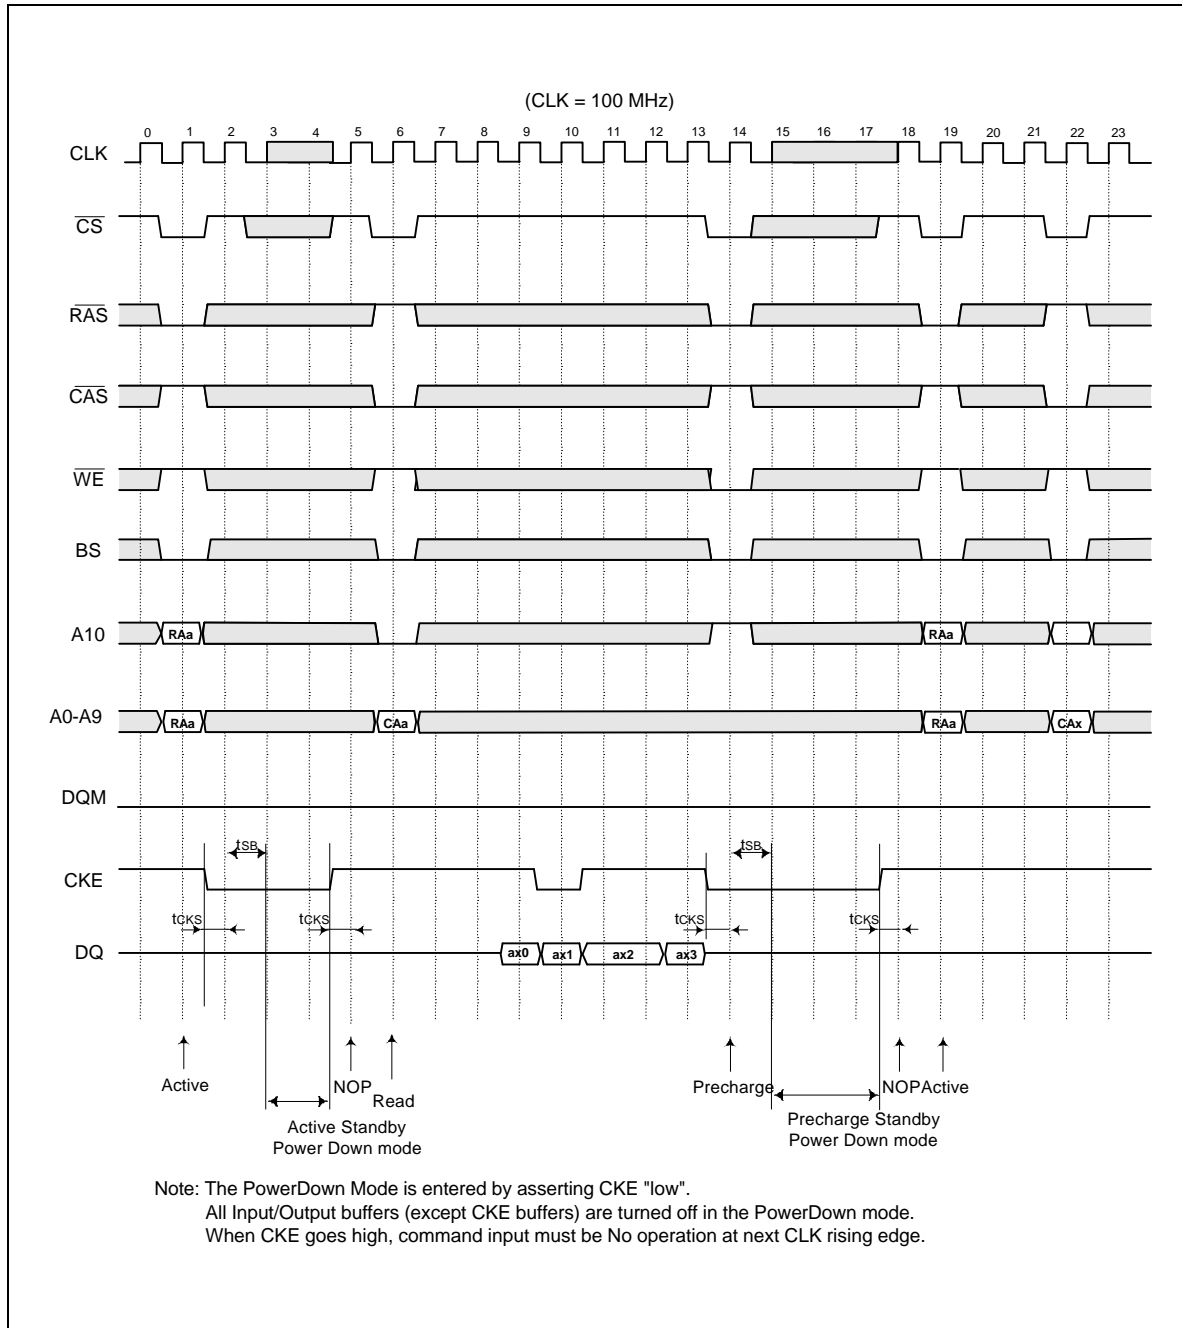 (CLK = 100 MHz)
0 1 2 3 4 5 6 7 8 9 10 11 12 13 14 15 16 17 18 19 20 21 22 23
CLK
CS
RAS
CAS
WE
BS
A10 RAa RAa
A0-A9 RAa CAa RAa CAx
DQM
tSB tSB
CKE
tCKS tCKS tCKS tCKS
DQ ax0 ax1 ax2 ax3
Active NOP Read Precharge NOP Active
Active Standby
Power Down mode
Precharge Standby
Power Down mode
Note: The PowerDown Mode is entered by asserting CKE "low".
All Input/Output buffers (except CKE buffers) are turned off in the PowerDown mode.
When CKE goes high, command input must be No operation at next CLK rising edge.